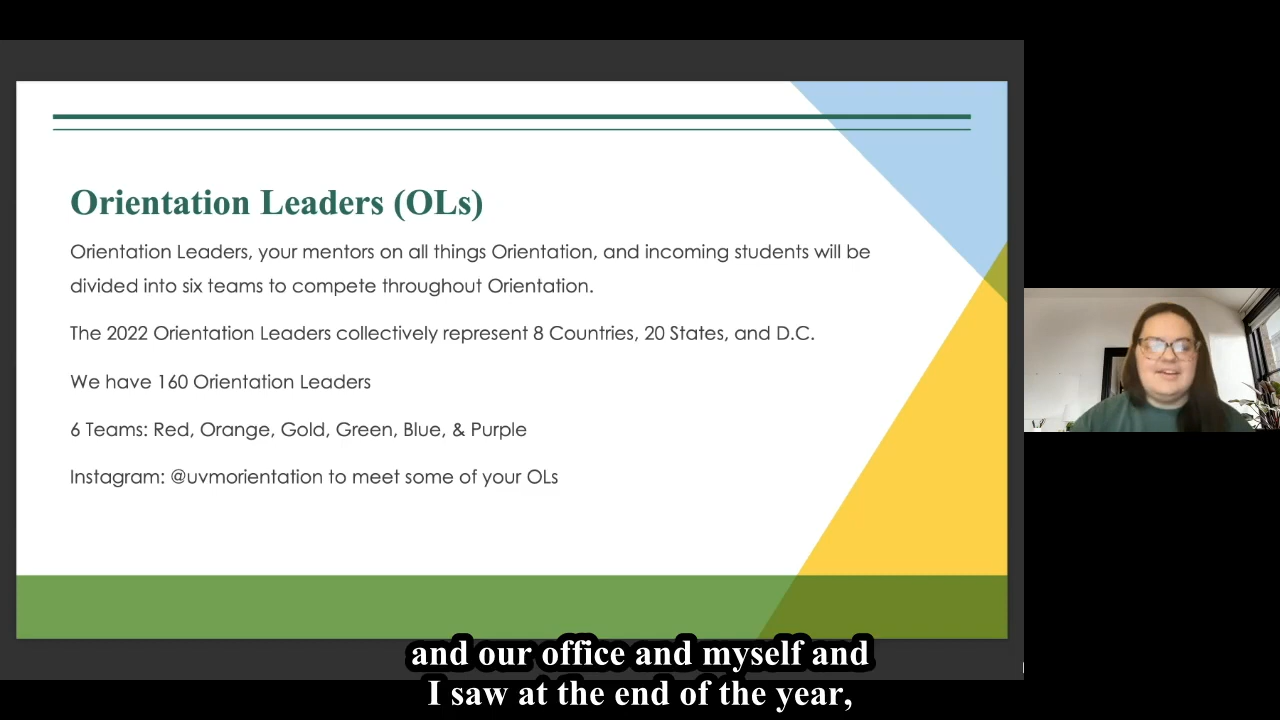 Orientation Leaders (OLs)
Orientation Leaders, your mentors on all things Orientation, and incoming students will be
divided into six teams to compete throughout Orientation.
The 2022 Orientation Leaders collectively represent 8 Countries, 20 States, and D.C.
We have 160 Orientation Leaders
6 Teams: Red, Orange, Gold, Green, Blue, & Purple
Instagram: @uvmorientation to meet some of your OLs
and our office and myself and
I saw at the end of the year,